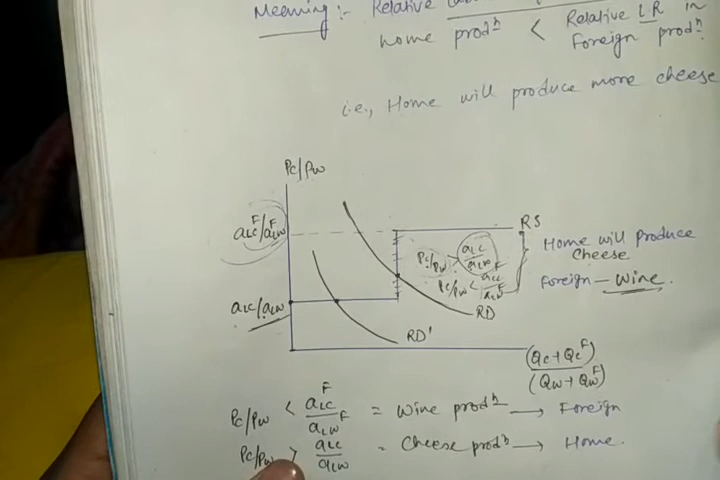 Meaning :- Relative
home prodⁿ < Relative LR in Foreign prodⁿ.
i.e., Home will produce more cheese
Pc/Pw
aLC^F/aLW^F
RS
Home will produce
Cheese
Pc/Pw > aLC/aLW
Pc/Pw < aLC^F/aLW^F
Foreign — Wine.
aLC/aLW
RD
RD'
(Qc + Qc^F)
(Qw + Qw^F)
Pc/Pw < aLC^F/aLW^F = Wine prodⁿ → Foreign
Pc/Pw > aLC/aLW = Cheese prodⁿ → Home.